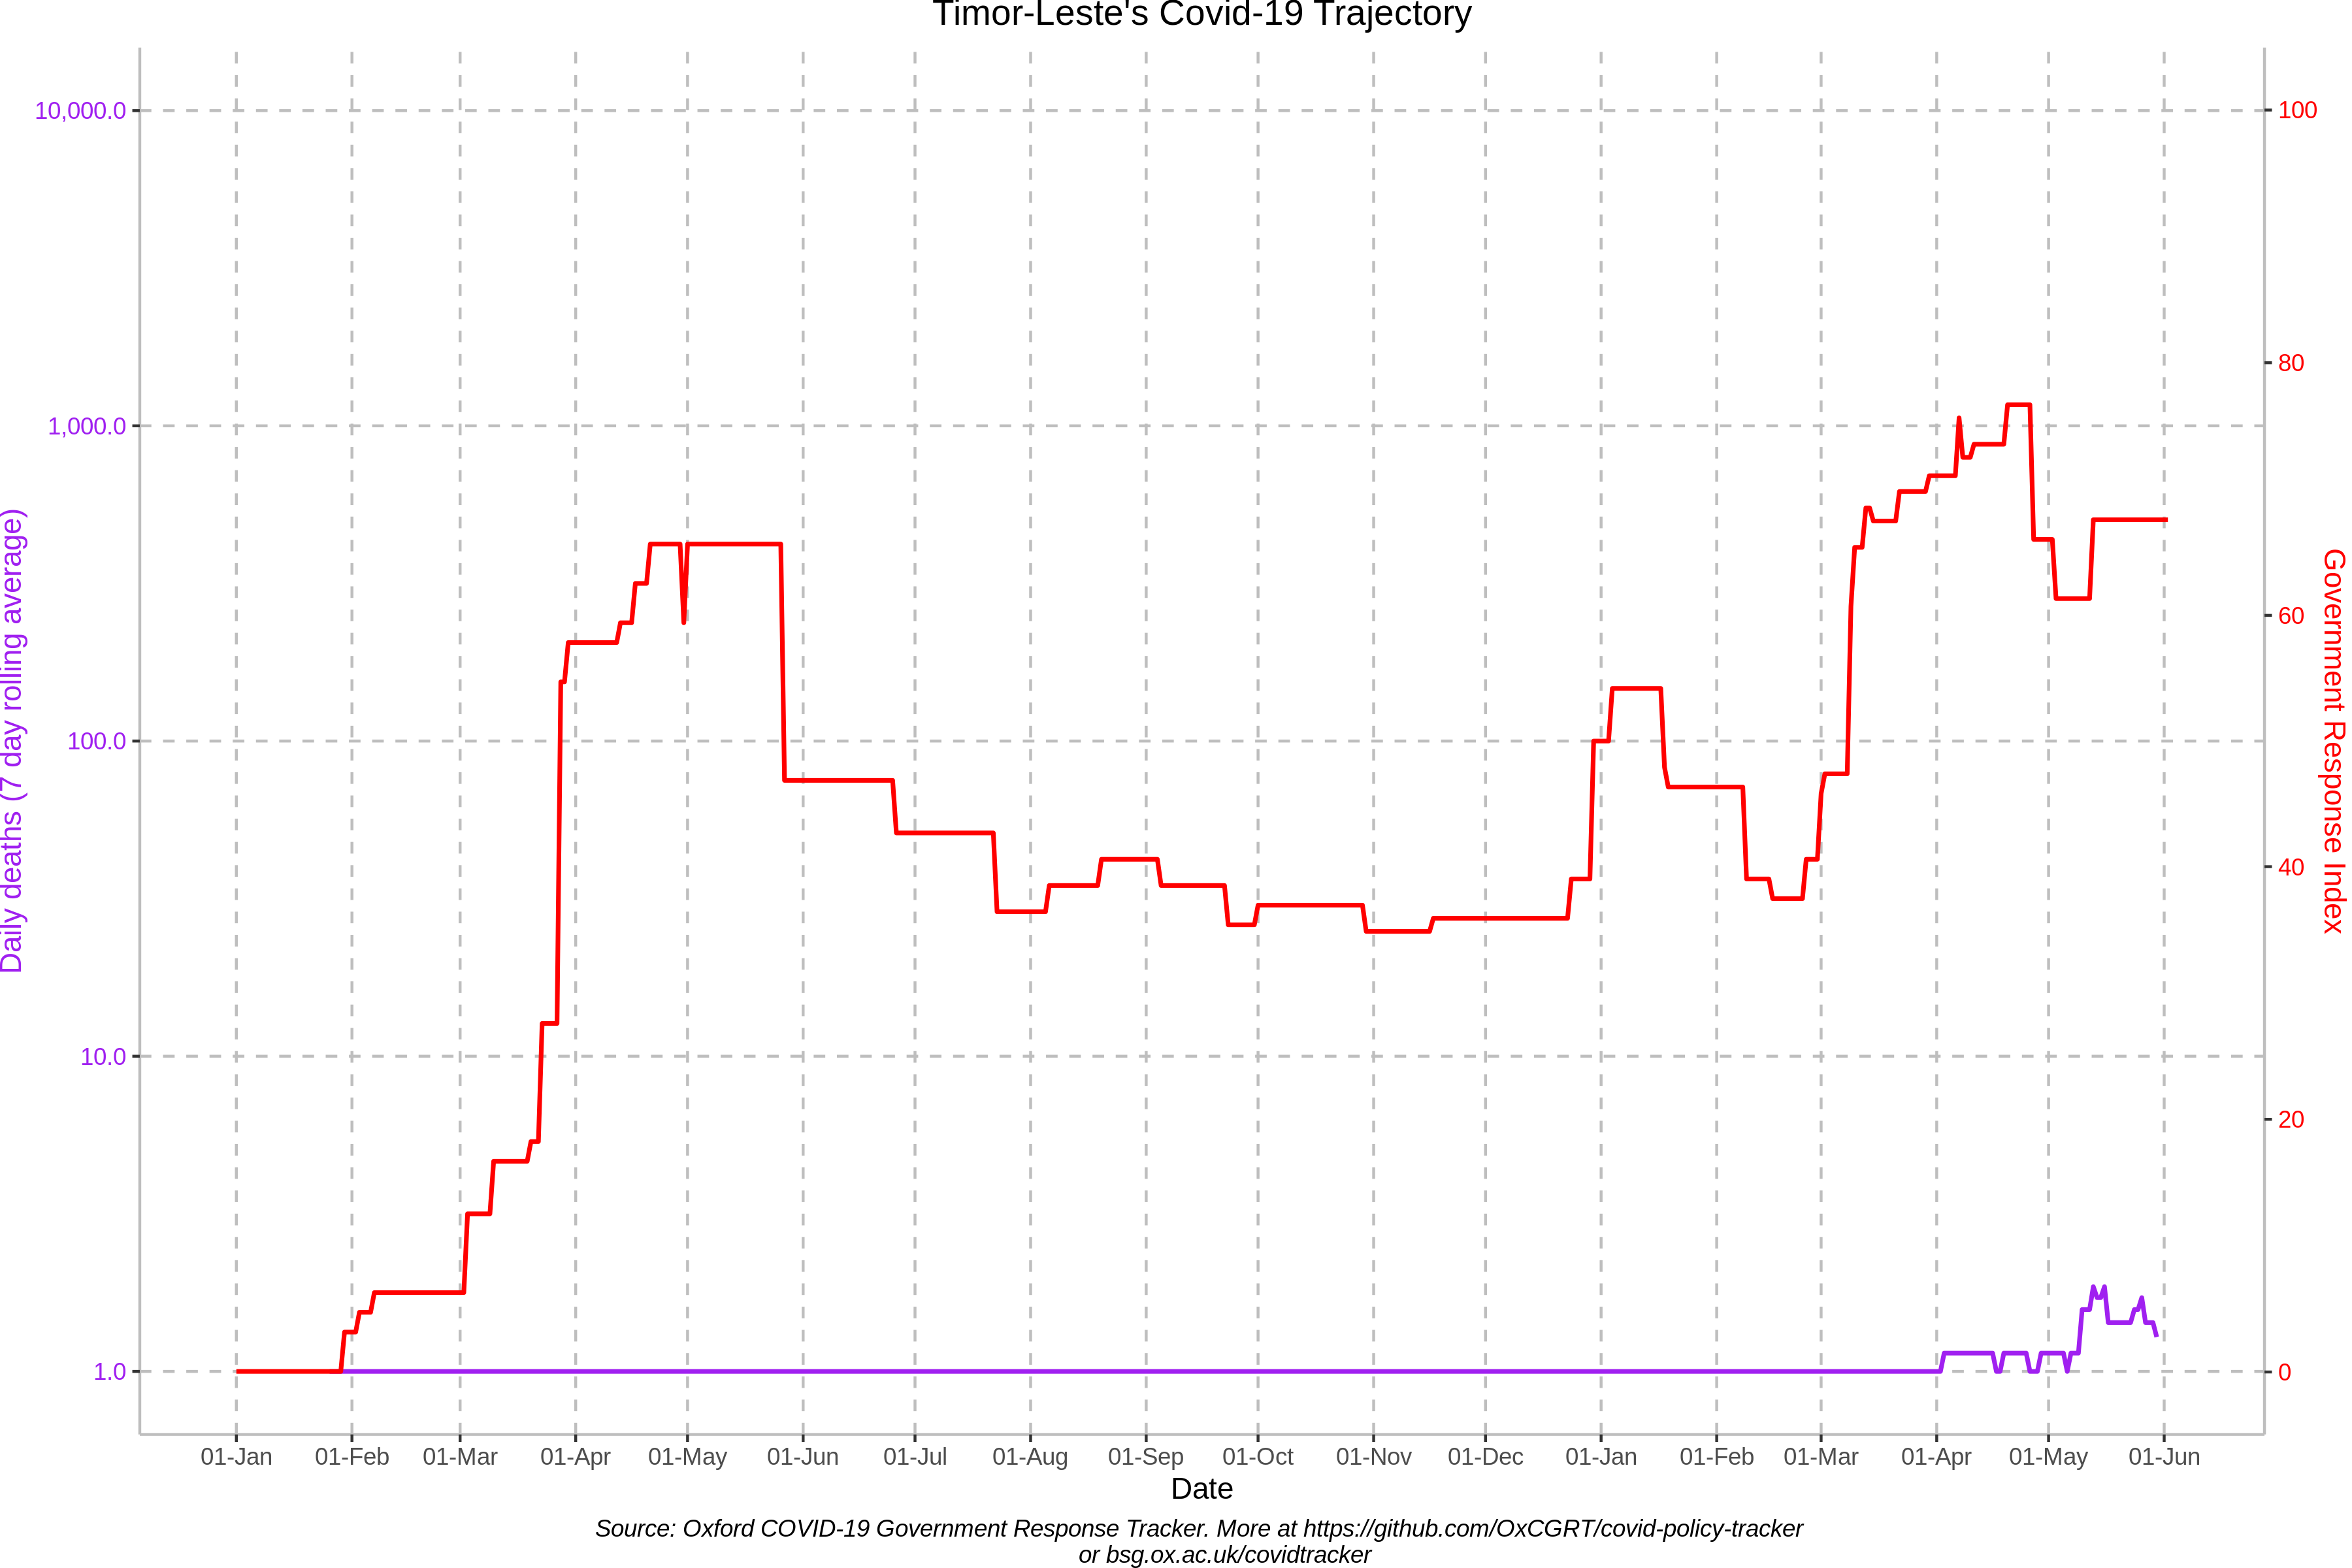 Timor-Leste's Covid-19 Trajectory
10,000.0
1,000.0
100.0
10.0
1.0
Daily deaths (7 day rolling average)
100
80
60
40
20
0
Government Response Index
01-Jan 01-Feb 01-Mar 01-Apr 01-May 01-Jun 01-Jul 01-Aug 01-Sep 01-Oct 01-Nov 01-Dec 01-Jan 01-Feb 01-Mar 01-Apr 01-May 01-Jun
Date
Source: Oxford COVID-19 Government Response Tracker. More at https://github.com/OxCGRT/covid-policy-tracker
or bsg.ox.ac.uk/covidtracker